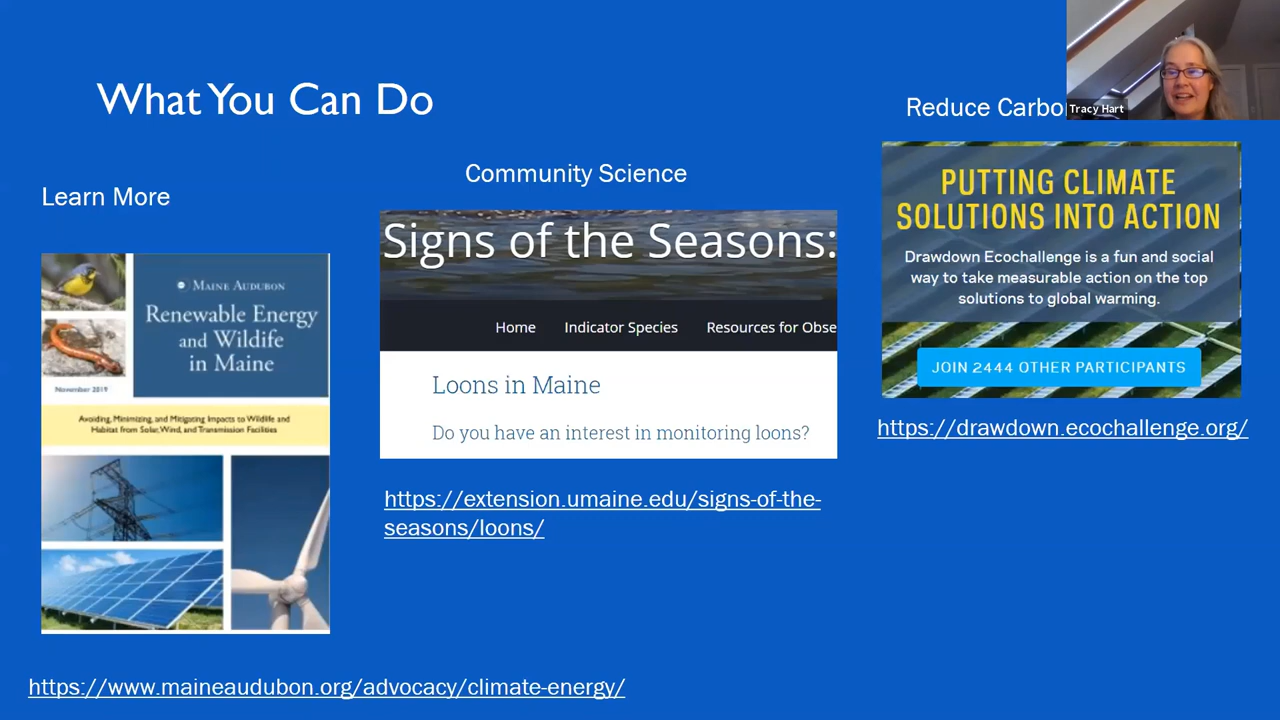 What You Can Do
Learn More
MAINE AUDUBON
Renewable Energy
and Wildlife
in Maine
November 2019
Avoiding, Minimizing, and Mitigating Impacts to Wildlife and
Habitat from Solar, Wind, and Transmission Facilities
https://www.maineaudubon.org/advocacy/climate-energy/
Community Science
Signs of the Seasons:
Home Indicator Species Resources for Obse
Loons in Maine
Do you have an interest in monitoring loons?
https://extension.umaine.edu/signs-of-the-
seasons/loons/
Reduce Carbo
Tracy Hart
PUTTING CLIMATE
SOLUTIONS INTO ACTION
Drawdown Ecochallenge is a fun and social
way to take measurable action on the top
solutions to global warming.
JOIN 2444 OTHER PARTICIPANTS
https://drawdown.ecochallenge.org/